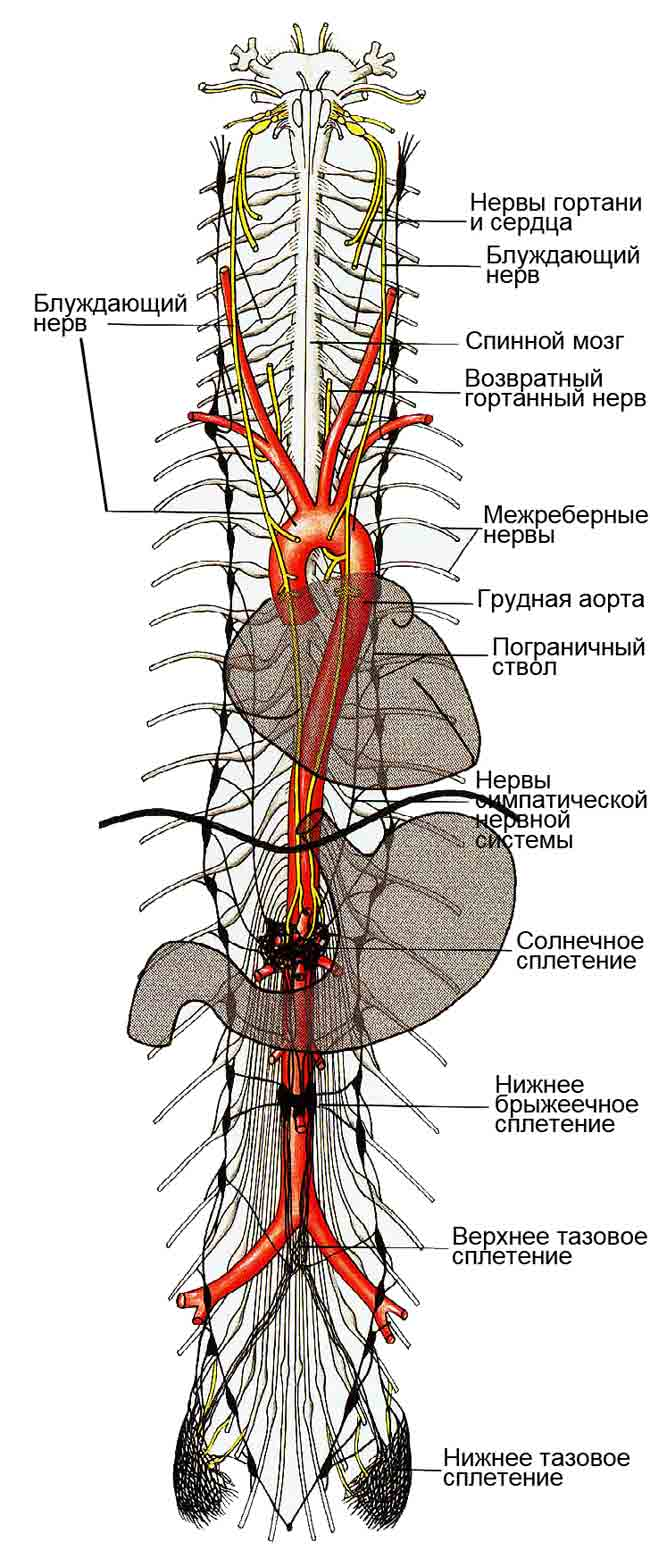 Нервы гортани
и сердца
Блуждающий
нерв
Блуждающий
нерв
Спинной мозг
Возвратный
гортанный нерв
Межреберные
нервы
Грудная аорта
Пограничный
ствол
Нервы
симпатической
нервной
системы
Солнечное
сплетение
Нижнее
брыжеечное
сплетение
Верхнее тазовое
сплетение
Нижнее тазовое
сплетение